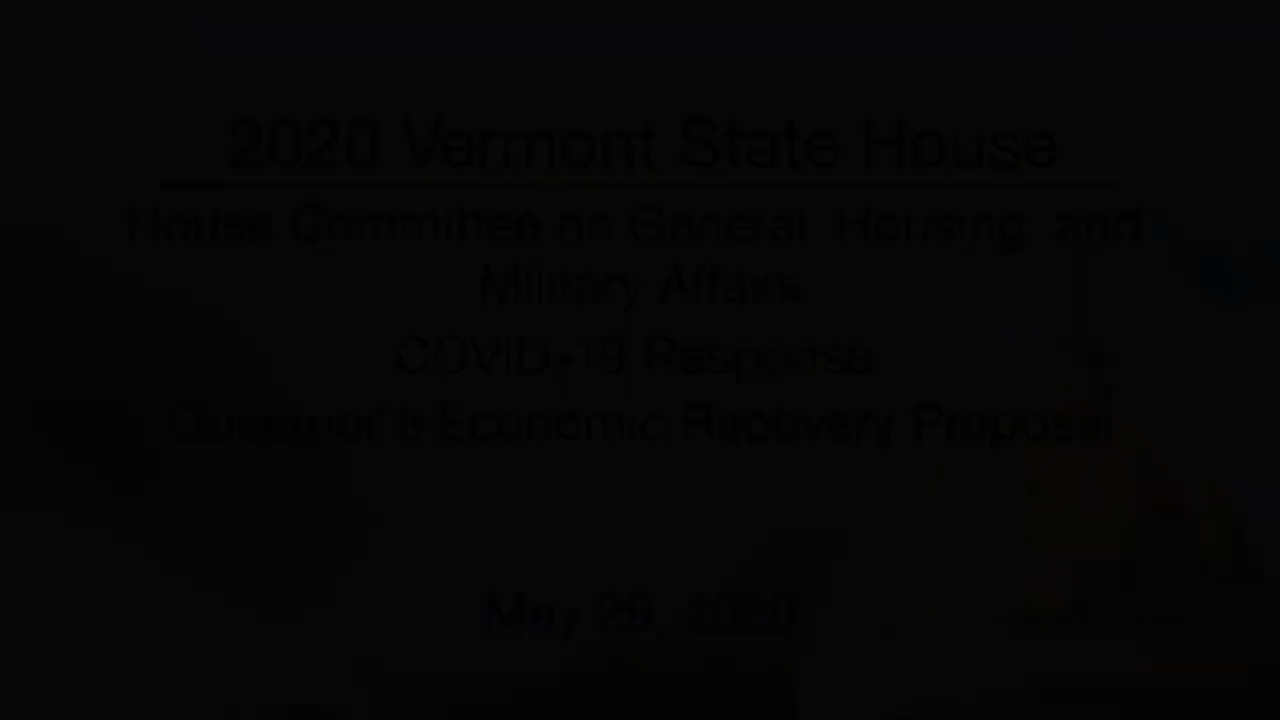 2020 Vermont State House
House Committee on General, Housing, and
Military Affairs
COVID-19 Response
Governor's Economic Recovery Proposal
May 29, 2020